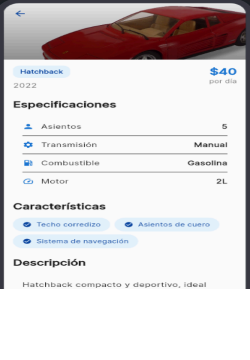 Hatchback
$40
por día
2022
Especificaciones
Asientos 5
Transmisión Manual
Combustible Gasolina
Motor 2L
Características
Techo corredizo
Asientos de cuero
Sistema de navegación
Descripción
Hatchback compacto y deportivo, ideal